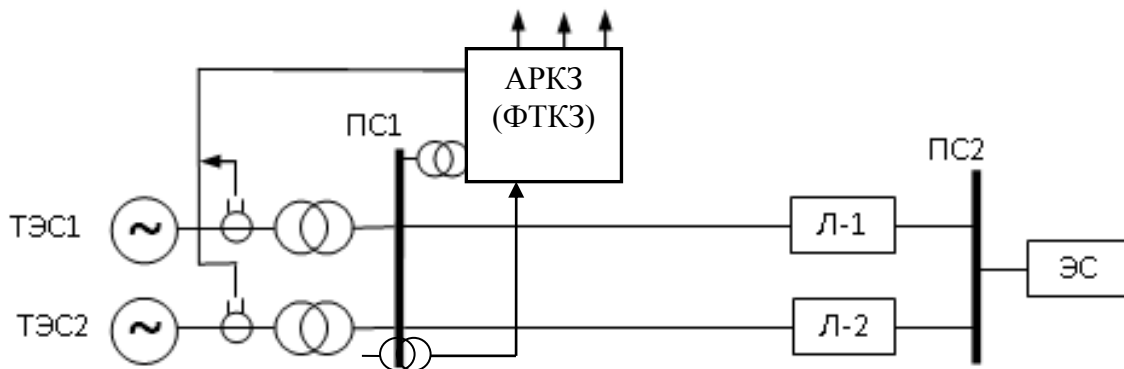 АРКЗ
(ФТКЗ)
ПС1
ПС2
ТЭС1
Л-1
ЭС
ТЭС2
Л-2